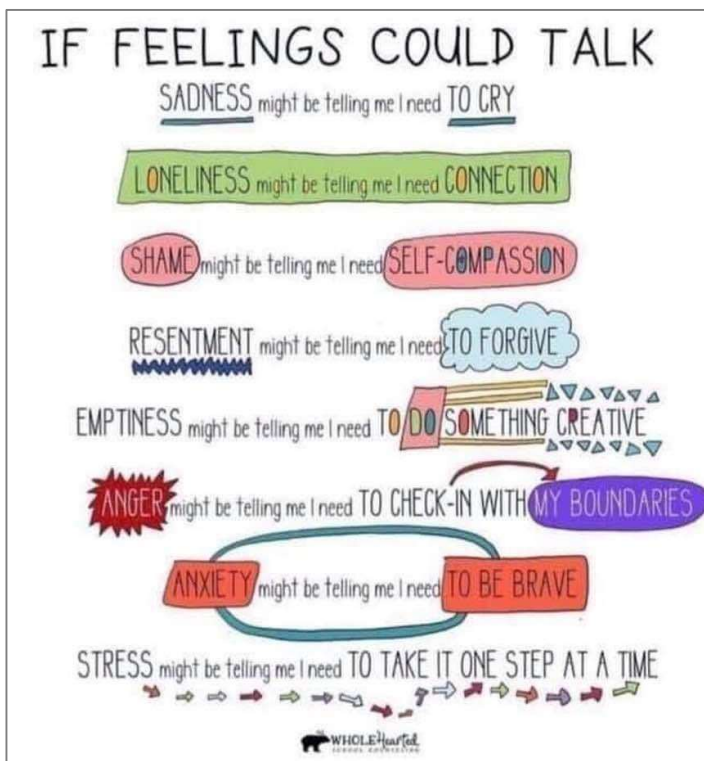 IF FEELINGS COULD TALK
SADNESS might be telling me I need TO CRY
LONELINESS might be telling me I need CONNECTION
SHAME might be telling me I need SELF-COMPASSION
RESENTMENT might be telling me I need TO FORGIVE
EMPTINESS might be telling me I need TO DO SOMETHING CREATIVE
ANGER might be telling me I need TO CHECK-IN WITH MY BOUNDARIES
ANXIETY might be telling me I need TO BE BRAVE
STRESS might be telling me I need TO TAKE IT ONE STEP AT A TIME
WHOLEHearted
SCHOOL COUNSELING